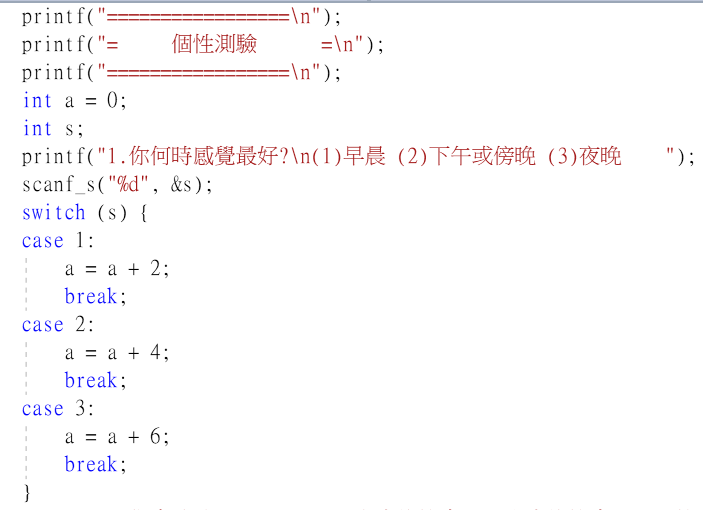 printf("=================\n");
printf("=     個性測驗      =\n");
printf("=================\n");
int a = 0;
int s;
printf("1.你何時感覺最好?\n(1)早晨 (2)下午或傍晚 (3)夜晚    ");
scanf_s("%d", &s);
switch (s) {
case 1:
    a = a + 2;
    break;
case 2:
    a = a + 4;
    break;
case 3:
    a = a + 6;
    break;
}